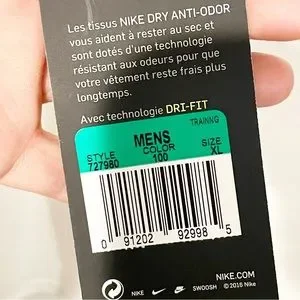 Les tissus NIKE DRY ANTI-ODOR
vous aident à rester au sec et
sont dotés d'une technologie
résistant aux odeurs pour que
votre vêtement reste frais plus
longtemps.
Avec technologie DRI-FIT
TRAINNG
MENS
STYLE COLOR SIZE
727980 100 XL
0 91202 92998 5
NIKE.COM
NIKE SWOOSH © 2016 Nike